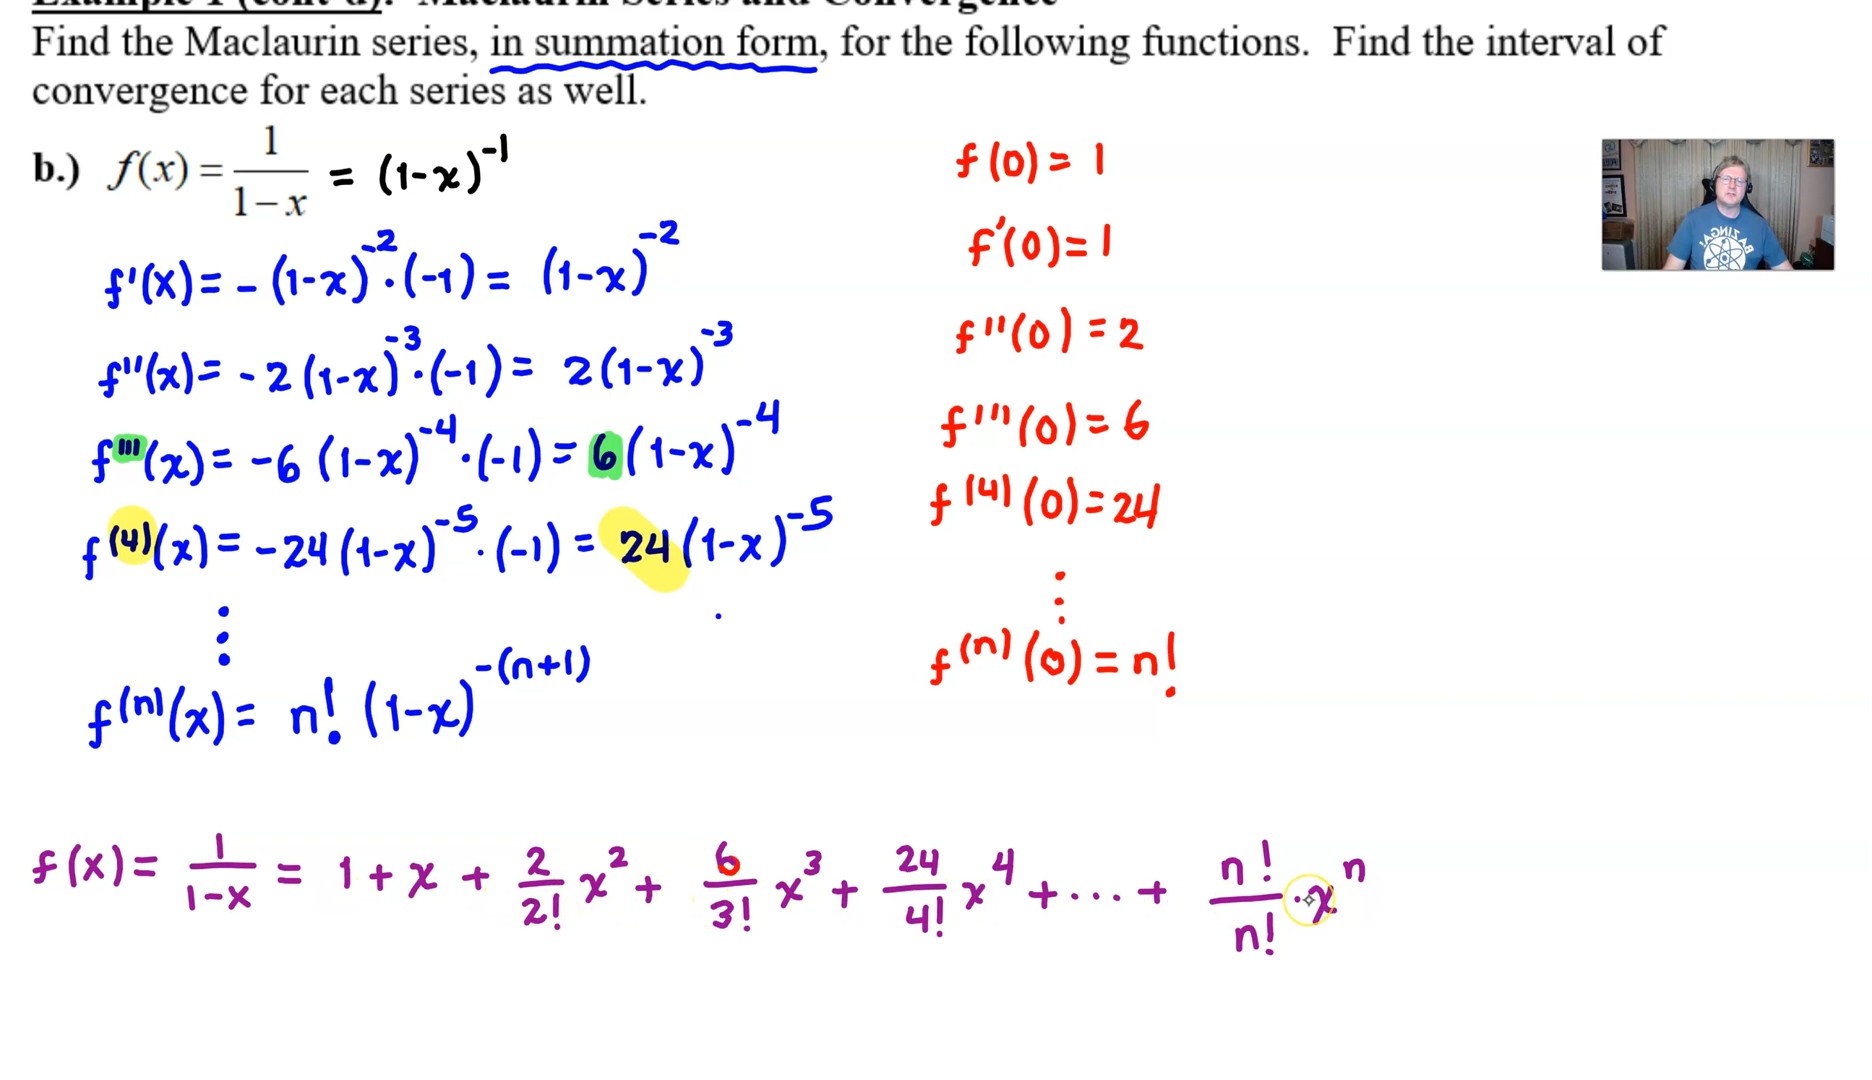 Example 1 (cont'd): Maclaurin Series and Convergence
Find the Maclaurin series, in summation form, for the following functions. Find the interval of
convergence for each series as well.
b.) f(x) = 1/(1-x) = (1-x)^-1
f'(x) = -(1-x)^-2·(-1) = (1-x)^-2
f''(x) = -2(1-x)^-3·(-1) = 2(1-x)^-3
f'''(x) = -6(1-x)^-4·(-1) = 6(1-x)^-4
f^(4)(x) = -24(1-x)^-5·(-1) = 24(1-x)^-5
⋮
f^(n)(x) = n!(1-x)^-(n+1)
f(0) = 1
f'(0) = 1
f''(0) = 2
f'''(0) = 6
f^(4)(0) = 24
⋮
f^(n)(0) = n!
f(x) = 1/(1-x) = 1 + x + 2/2! x^2 + 6/3! x^3 + 24/4! x^4 + ... + n!/n! · x^n